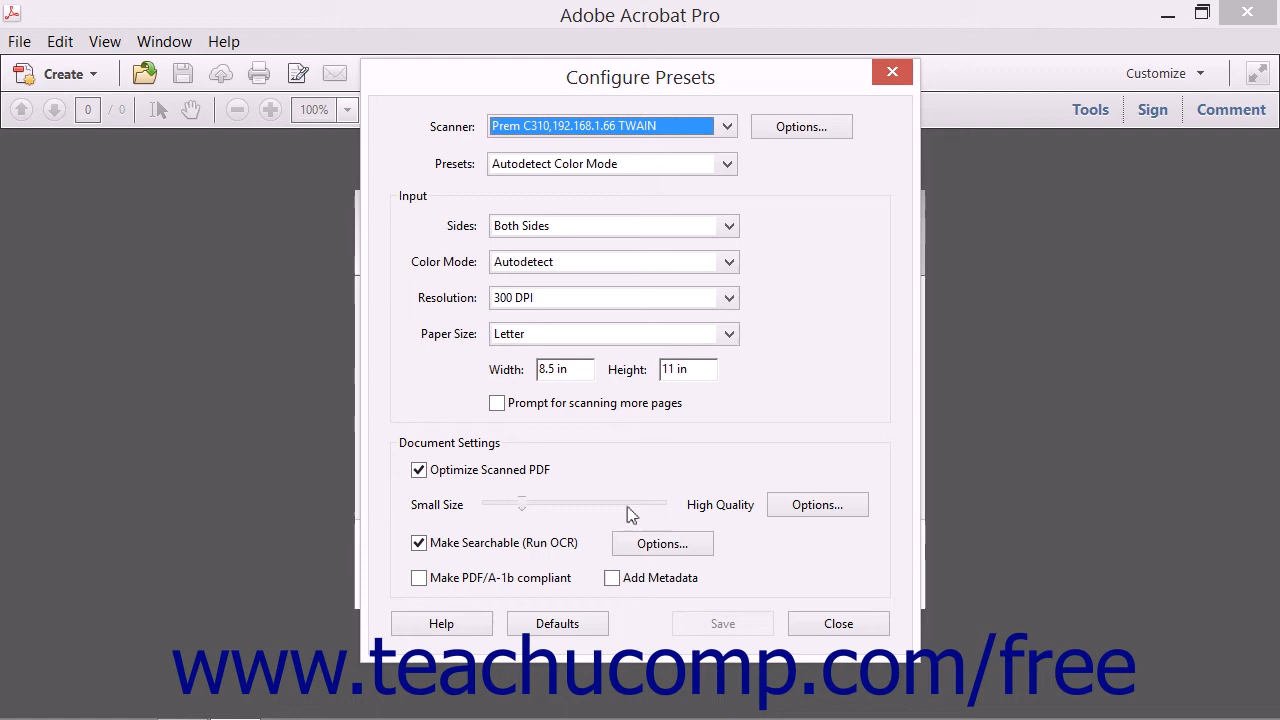 Adobe Acrobat Pro
File Edit View Window Help
Create Customize
0 / 0 100% Tools Sign Comment
Configure Presets
Scanner: Prem C310,192.168.1.66 TWAIN Options...
Presets: Autodetect Color Mode
Input
Sides: Both Sides
Color Mode: Autodetect
Resolution: 300 DPI
Paper Size: Letter
Width: 8.5 in Height: 11 in
Prompt for scanning more pages
Document Settings
Optimize Scanned PDF
Small Size High Quality Options...
Make Searchable (Run OCR) Options...
Make PDF/A-1b compliant Add Metadata
Help Defaults Save Close
www.teachucomp.com/free